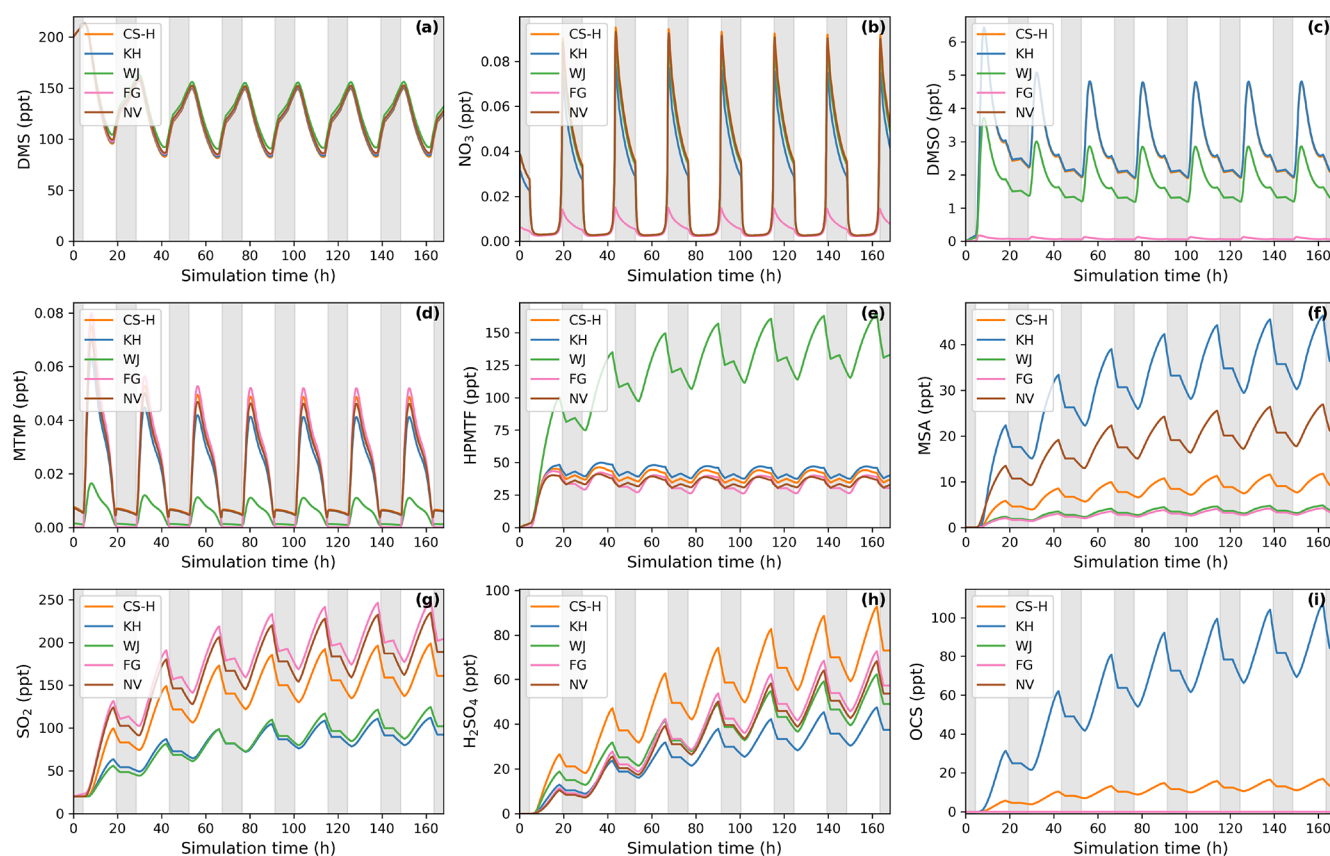 (a)
CS-H
KH
WJ
FG
NV
DMS (ppt)
200
150
100
50
0
0 20 40 60 80 100 120 140 160
Simulation time (h)
(b)
CS-H
KH
WJ
FG
NV
NO₃ (ppt)
0.08
0.06
0.04
0.02
0.00
0 20 40 60 80 100 120 140 160
Simulation time (h)
(c)
CS-H
KH
WJ
FG
NV
DMSO (ppt)
6
5
4
3
2
1
0
0 20 40 60 80 100 120 140 160
Simulation time (h)
(d)
CS-H
KH
WJ
FG
NV
MTMP (ppt)
0.08
0.06
0.04
0.02
0.00
0 20 40 60 80 100 120 140 160
Simulation time (h)
(e)
CS-H
KH
WJ
FG
NV
HPMTF (ppt)
150
125
100
75
50
25
0
0 20 40 60 80 100 120 140 160
Simulation time (h)
(f)
CS-H
KH
WJ
FG
NV
MSA (ppt)
40
30
20
10
0
0 20 40 60 80 100 120 140 160
Simulation time (h)
(g)
CS-H
KH
WJ
FG
NV
SO₂ (ppt)
250
200
150
100
50
0
0 20 40 60 80 100 120 140 160
Simulation time (h)
(h)
CS-H
KH
WJ
FG
NV
H₂SO₄ (ppt)
100
80
60
40
20
0
0 20 40 60 80 100 120 140 160
Simulation time (h)
(i)
CS-H
KH
WJ
FG
NV
OCS (ppt)
100
80
60
40
20
0
0 20 40 60 80 100 120 140 160
Simulation time (h)